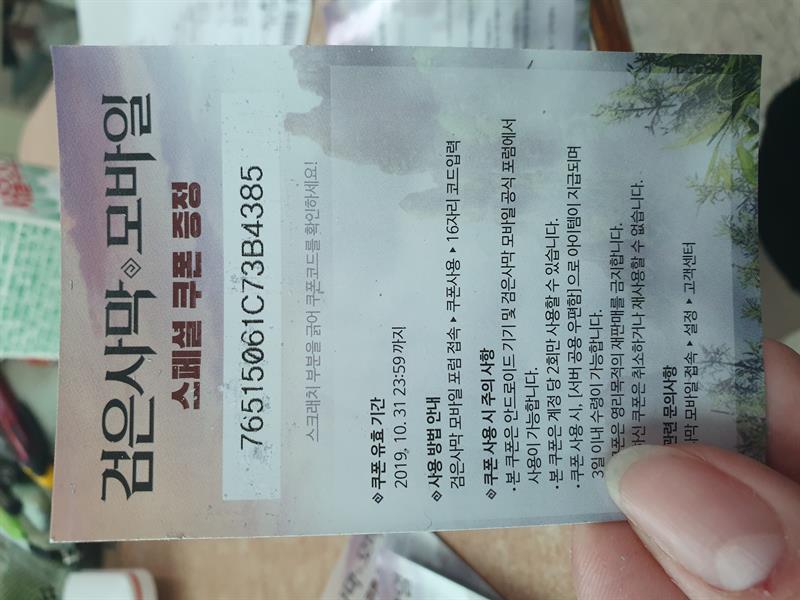 검은사막 모바일
스페셜 쿠폰 증정
76515061C73B4385
스크래치 부분을 긁어 쿠폰코드를 확인하세요!
쿠폰 유효 기간
2019. 10. 31 23:59 까지
사용 방법 안내
검은사막 모바일 포럼 접속 ▸ 쿠폰사용 ▸ 16자리 코드입력
쿠폰 사용 시 주의 사항
• 본 쿠폰은 안드로이드 기기 및 검은사막 모바일 공식 포럼에서
사용이 가능합니다.
• 본 쿠폰은 계정 당 2회만 사용할 수 있습니다.
• 쿠폰 사용 시, [서버 공용 우편함]으로 아이템이 지급되며
3일 이내 수령이 가능합니다.
쿠폰은 영리목적의 재판매를 금지합니다.
하신 쿠폰은 취소하거나 재사용할 수 없습니다.
관련 문의사항
사막 모바일 접속 ▸ 설정 ▸ 고객센터